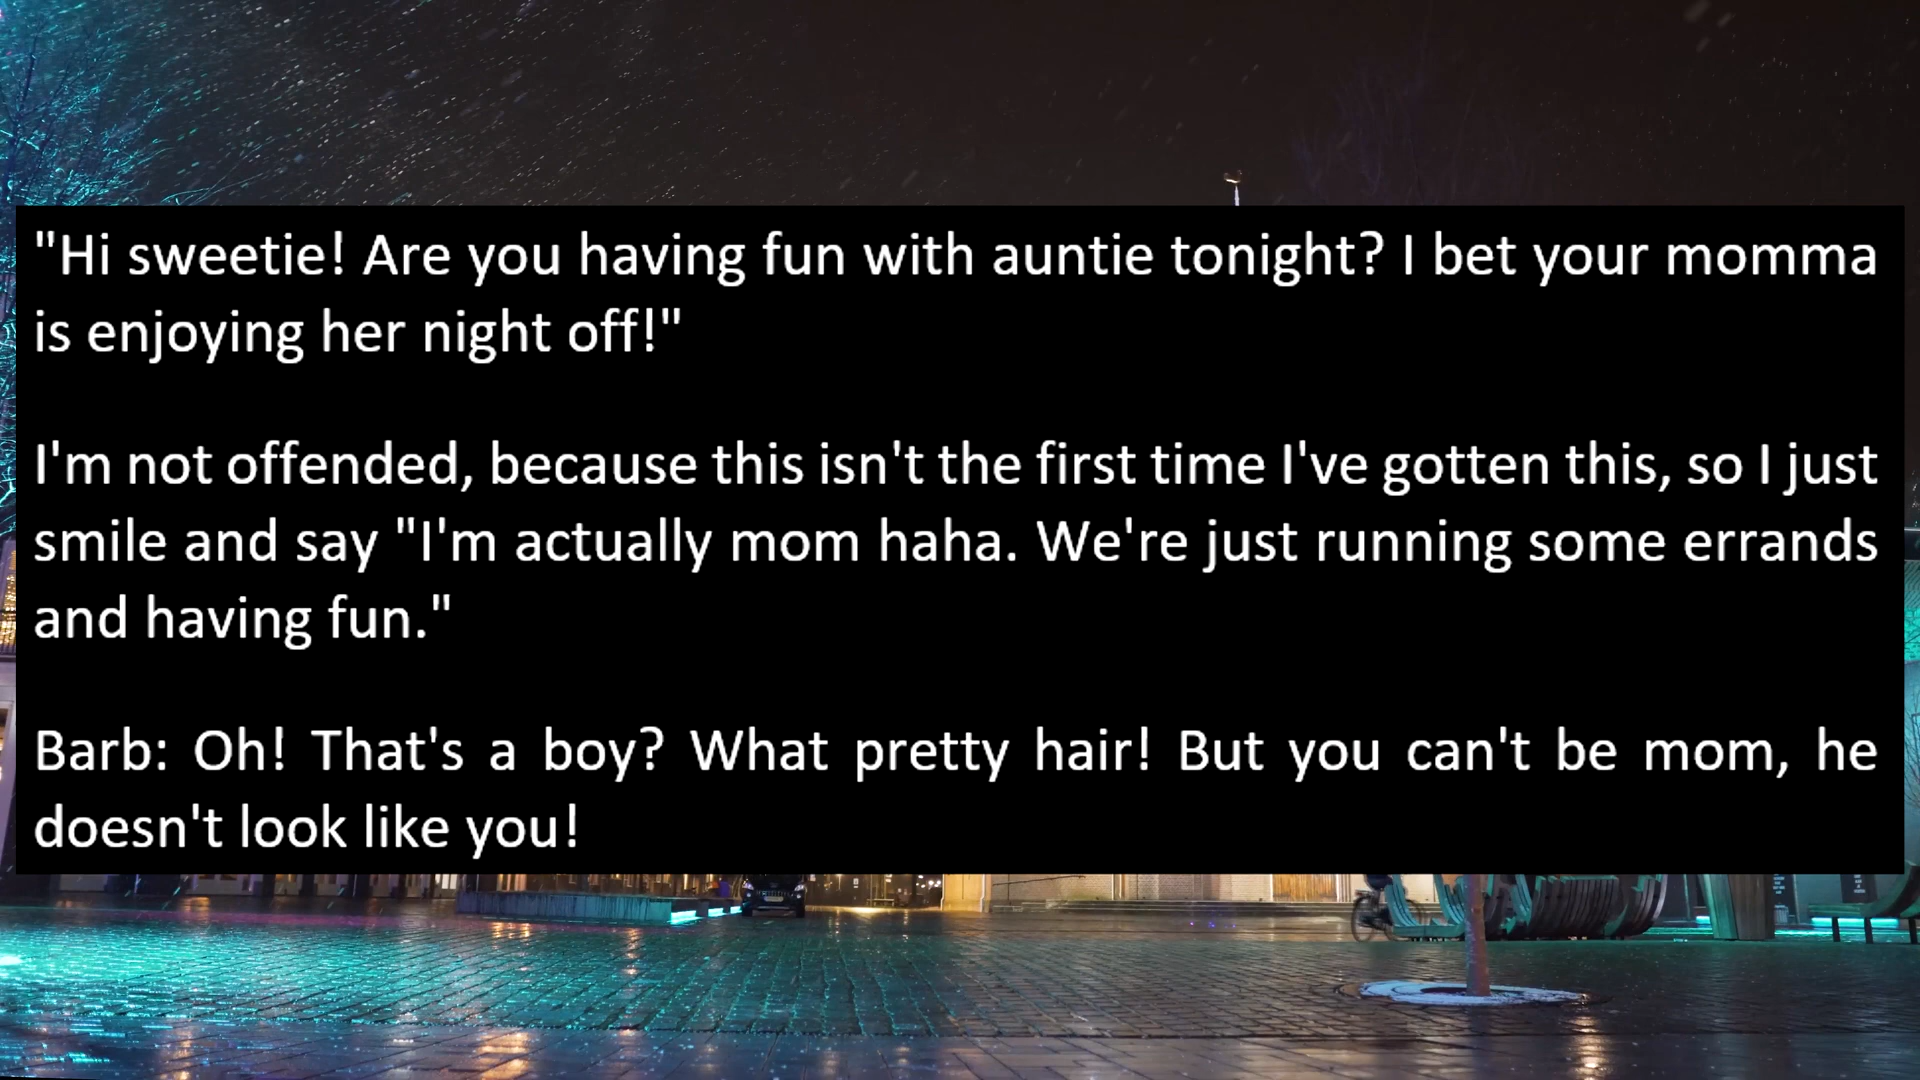 "Hi sweetie! Are you having fun with auntie tonight? I bet your momma
is enjoying her night off!"
I'm not offended, because this isn't the first time I've gotten this, so I just
smile and say "I'm actually mom haha. We're just running some errands
and having fun."
Barb: Oh! That's a boy? What pretty hair! But you can't be mom, he
doesn't look like you!